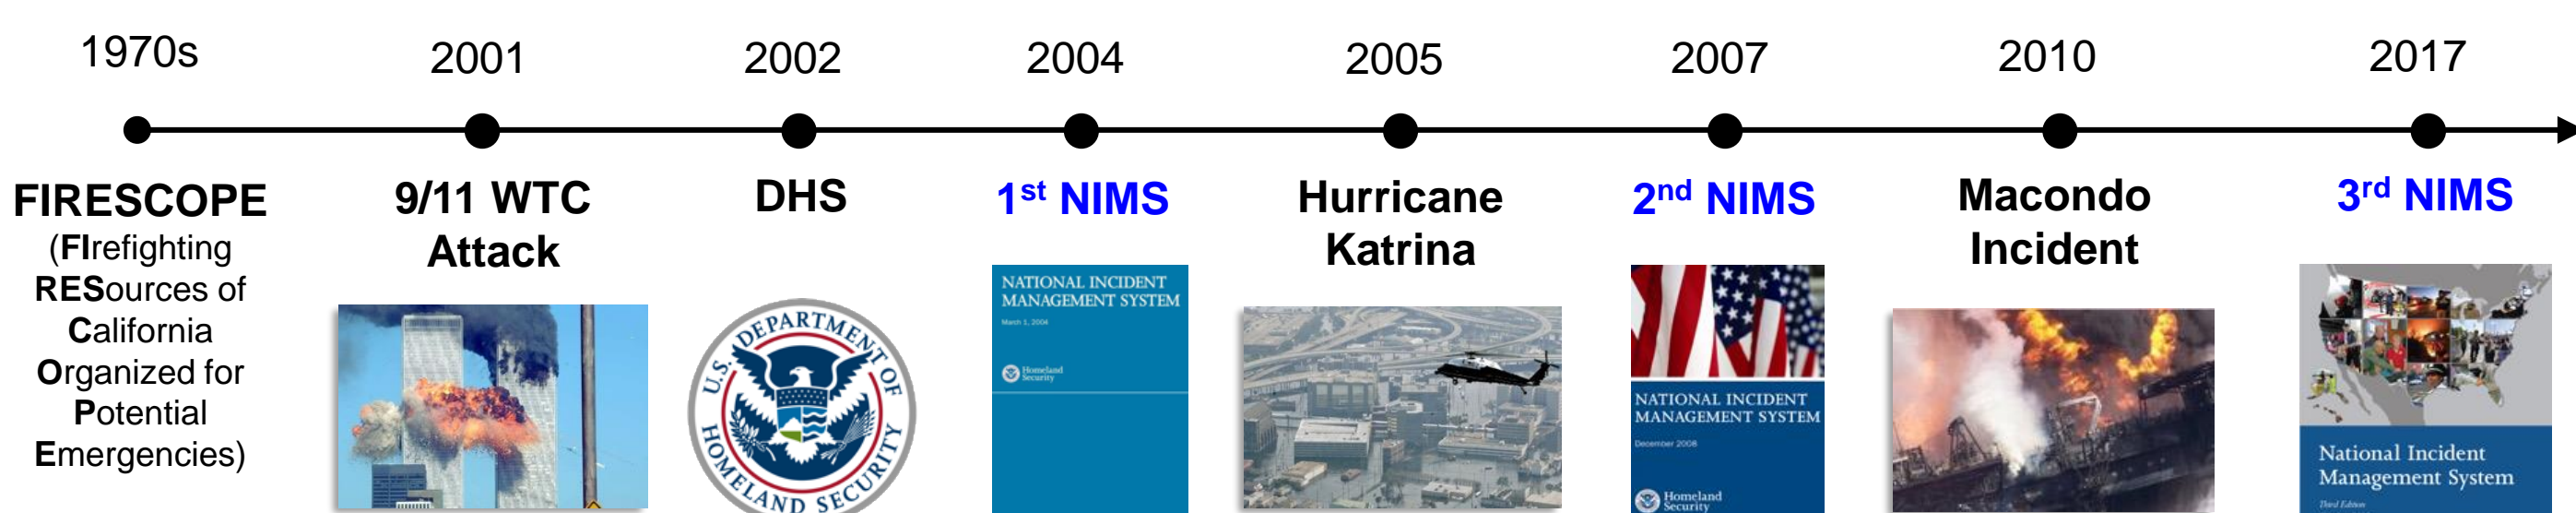 1970s
2001
2002
2004
2005
2007
2010
2017
FIRESCOPE
(FIrefighting
RESources of
California
Organized for
Potential
Emergencies)
9/11 WTC
Attack
DHS
U.S. DEPARTMENT OF
HOMELAND SECURITY
1st NIMS
NATIONAL INCIDENT
MANAGEMENT SYSTEM
March 1, 2004
Homeland
Security
Hurricane
Katrina
2nd NIMS
NATIONAL INCIDENT
MANAGEMENT SYSTEM
December 2008
Homeland
Security
Macondo
Incident
3rd NIMS
National Incident
Management System
Third Edition